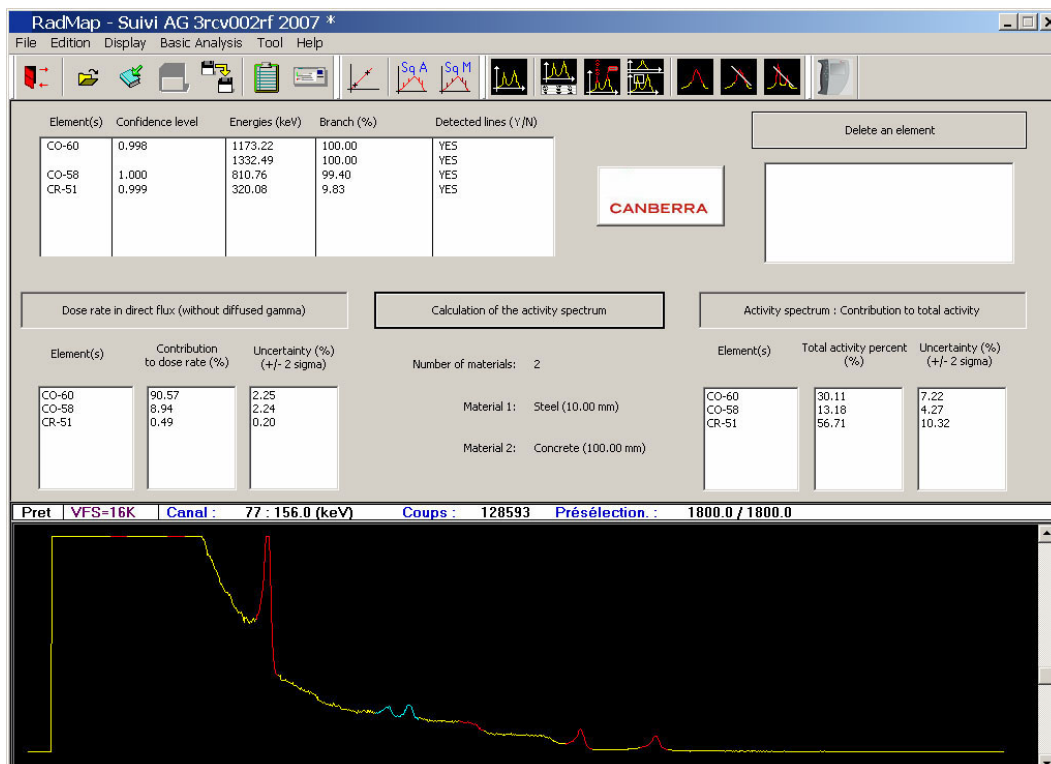 RadMap - Suivi AG 3rcv002rf 2007 *
File Edition Display Basic Analysis Tool Help
Sq A Sq M
Element(s) Confidence level Energies (keV) Branch (%) Detected lines (Y/N)
CO-60 0.998 1173.22 100.00 YES
1332.49 100.00 YES
CO-58 1.000 810.76 99.40 YES
CR-51 0.999 320.08 9.83 YES
Delete an element
CANBERRA
Dose rate in direct flux (without diffused gamma)
Element(s) Contribution to dose rate (%) Uncertainty (%) (+/- 2 sigma)
CO-60 90.57 2.25
CO-58 8.94 2.24
CR-51 0.49 0.20
Calculation of the activity spectrum
Number of materials: 2
Material 1: Steel (10.00 mm)
Material 2: Concrete (100.00 mm)
Activity spectrum : Contribution to total activity
Element(s) Total activity percent (%) Uncertainty (%) (+/- 2 sigma)
CO-60 30.11 7.22
CO-58 13.18 4.27
CR-51 56.71 10.32
Pret VFS=16K Canal : 77 : 156.0 (keV) Coups : 128593 Présélection. : 1800.0 / 1800.0